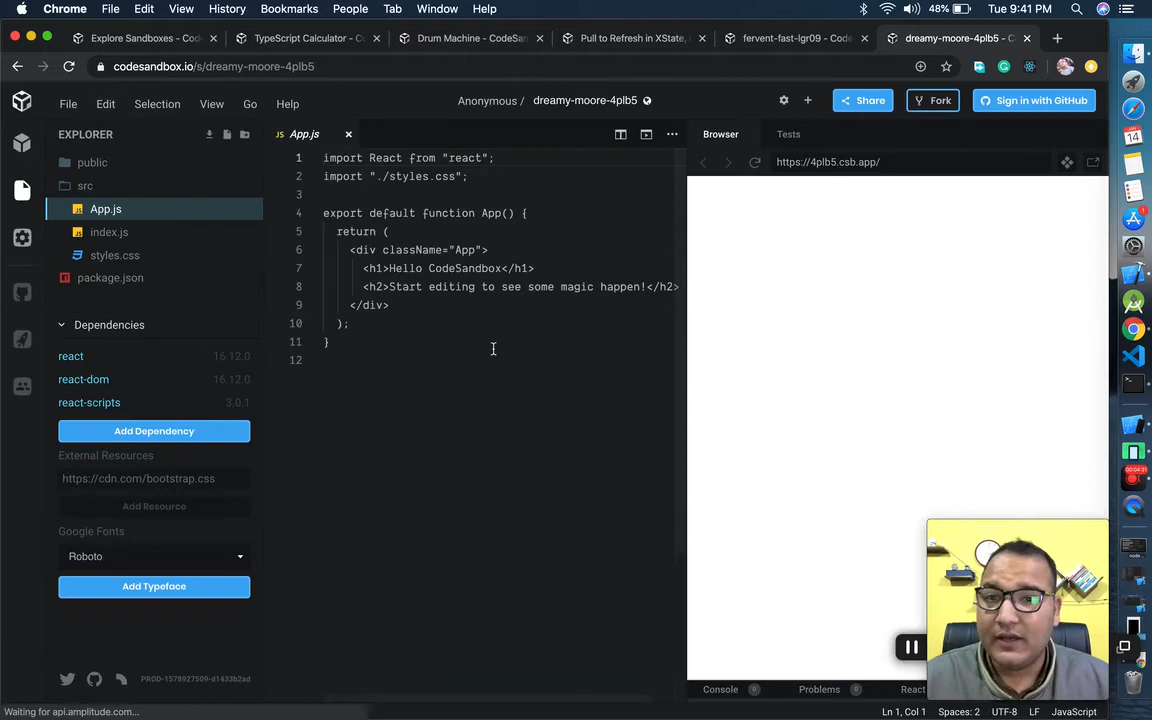 Chrome File Edit View History Bookmarks People Tab Window Help 48% Tue 9:41 PM
Explore Sandboxes - Code TypeScript Calculator - Drum Machine - CodeSan Pull to Refresh in XState, fervent-fast-lgr09 - Code dreamy-moore-4plb5 - C
codesandbox.io/s/dreamy-moore-4plb5
File Edit Selection View Go Help Anonymous / dreamy-moore-4plb5 Share Fork Sign in with GitHub
EXPLORER
JS App.js
Browser Tests
public
https://4plb5.csb.app/
src
App.js
index.js
styles.css
package.json
1 import React from "react";
2 import "./styles.css";
3
4 export default function App() {
5 return (
6 <div className="App">
7 <h1>Hello CodeSandbox</h1>
8 <h2>Start editing to see some magic happen!</h2>
9 </div>
10 );
11 }
12
Dependencies
react 16.12.0
react-dom 16.12.0
react-scripts 3.0.1
Add Dependency
External Resources
https://cdn.com/bootstrap.css
Add Resource
Google Fonts
Roboto
Add Typeface
PROD-1578927509-d1433b2ad
Console 0 Problems 0 React
Waiting for api.amplitude.com...
Ln 1, Col 1 Spaces: 2 UTF-8 LF JavaScript